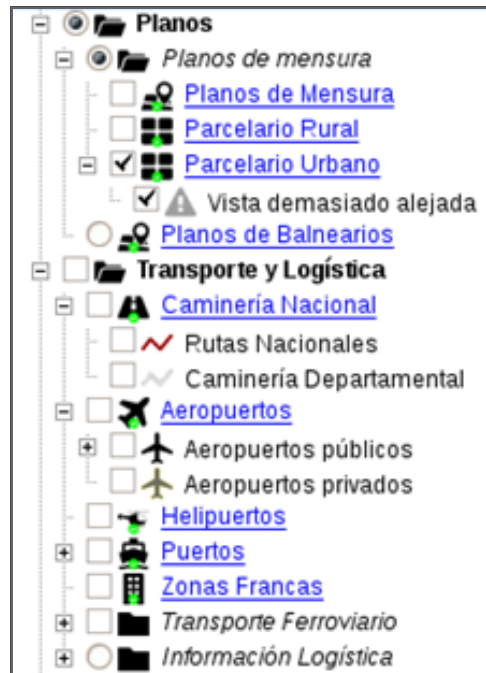 Planos
Planos de mensura
Planos de Mensura
Parcelario Rural
Parcelario Urbano
Vista demasiado alejada
Planos de Balnearios
Transporte y Logística
Caminería Nacional
Rutas Nacionales
Caminería Departamental
Aeropuertos
Aeropuertos públicos
Aeropuertos privados
Helipuertos
Puertos
Zonas Francas
Transporte Ferroviario
Información Logística